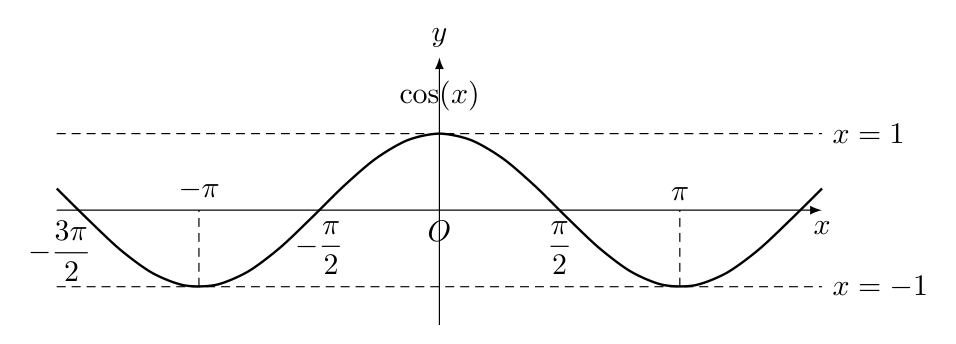 y
cos(x)
x = 1
−π
π
−3π/2
−π/2
O
π/2
x
x = −1